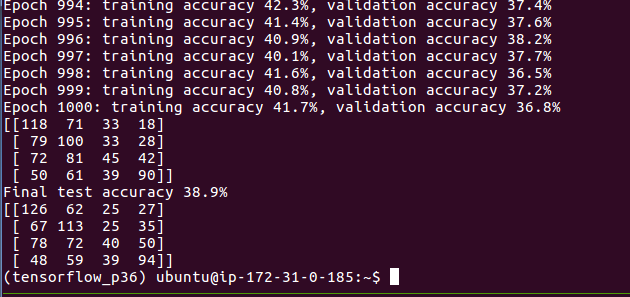 Epoch 994: training accuracy 42.3%, validation accuracy 37.4%
Epoch 995: training accuracy 41.4%, validation accuracy 37.6%
Epoch 996: training accuracy 40.9%, validation accuracy 38.2%
Epoch 997: training accuracy 40.1%, validation accuracy 37.7%
Epoch 998: training accuracy 41.6%, validation accuracy 36.5%
Epoch 999: training accuracy 40.8%, validation accuracy 37.2%
Epoch 1000: training accuracy 41.7%, validation accuracy 36.8%
[[118  71  33  18]
 [ 79 100  33  28]
 [ 72  81  45  42]
 [ 50  61  39  90]]
Final test accuracy 38.9%
[[126  62  25  27]
 [ 67 113  25  35]
 [ 78  72  40  50]
 [ 48  59  39  94]]
(tensorflow_p36) ubuntu@ip-172-31-0-185:~$